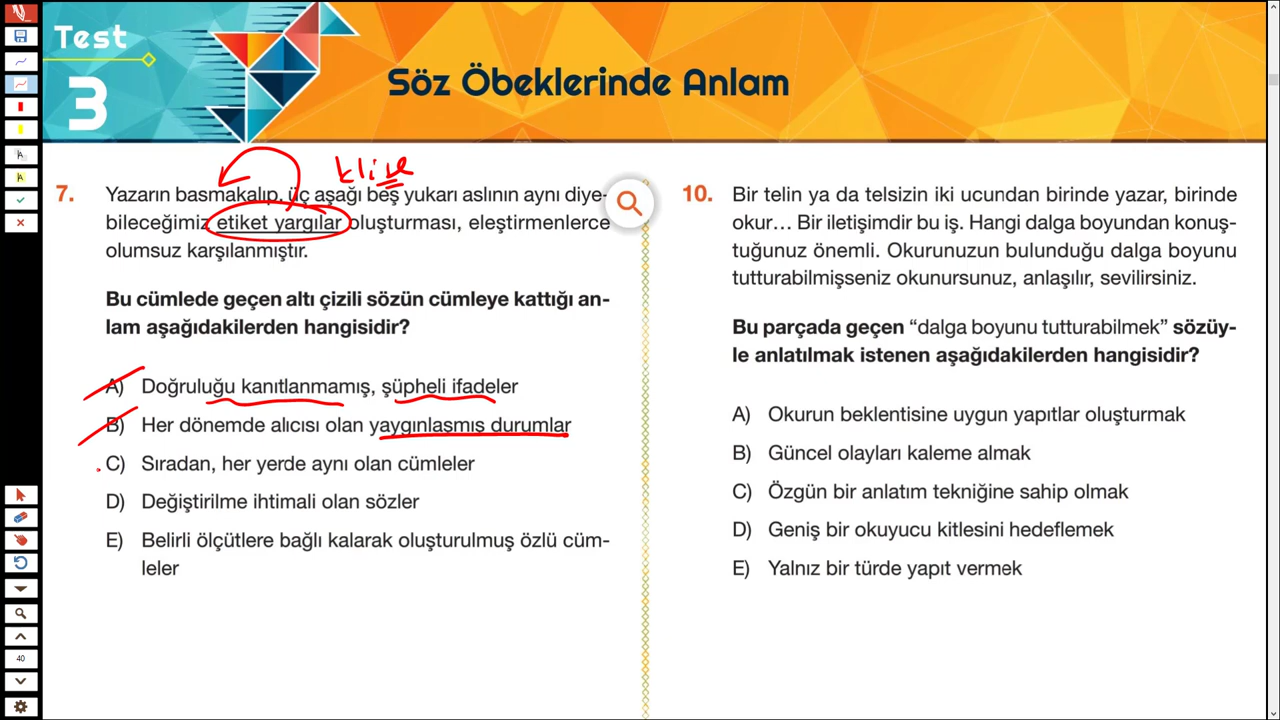 Test
3
Söz Öbeklerinde Anlam
klişe
7. Yazarın basmakalıp, üç aşağı beş yukarı aslının aynı diye-
bileceğimiz etiket yargılar oluşturması, eleştirmenlerce
olumsuz karşılanmıştır.
Bu cümlede geçen altı çizili sözün cümleye kattığı an-
lam aşağıdakilerden hangisidir?
A) Doğruluğu kanıtlanmamış, şüpheli ifadeler
B) Her dönemde alıcısı olan yaygınlaşmış durumlar
C) Sıradan, her yerde aynı olan cümleler
D) Değiştirilme ihtimali olan sözler
E) Belirli ölçütlere bağlı kalarak oluşturulmuş özlü cüm-
leler
10. Bir telin ya da telsizin iki ucundan birinde yazar, birinde
okur... Bir iletişimdir bu iş. Hangi dalga boyundan konuş-
tuğunuz önemli. Okurunuzun bulunduğu dalga boyunu
tutturabilmişseniz okunursunuz, anlaşılır, sevilirsiniz.
Bu parçada geçen “dalga boyunu tutturabilmek” sözüy-
le anlatılmak istenen aşağıdakilerden hangisidir?
A) Okurun beklentisine uygun yapıtlar oluşturmak
B) Güncel olayları kaleme almak
C) Özgün bir anlatım tekniğine sahip olmak
D) Geniş bir okuyucu kitlesini hedeflemek
E) Yalnız bir türde yapıt vermek
A
A
40